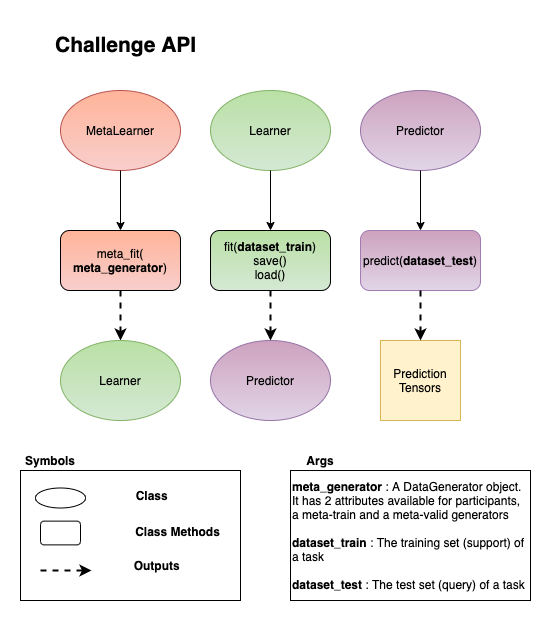 Challenge API
MetaLearner
Learner
Predictor
meta_fit(
meta_generator)
fit(dataset_train)
save()
load()
predict(dataset_test)
Learner
Predictor
Prediction
Tensors
Symbols
Class
Class Methods
Outputs
Args
meta_generator : A DataGenerator object.
It has 2 attributes available for participants,
a meta-train and a meta-valid generators
dataset_train : The training set (support) of
a task
dataset_test : The test set (query) of a task